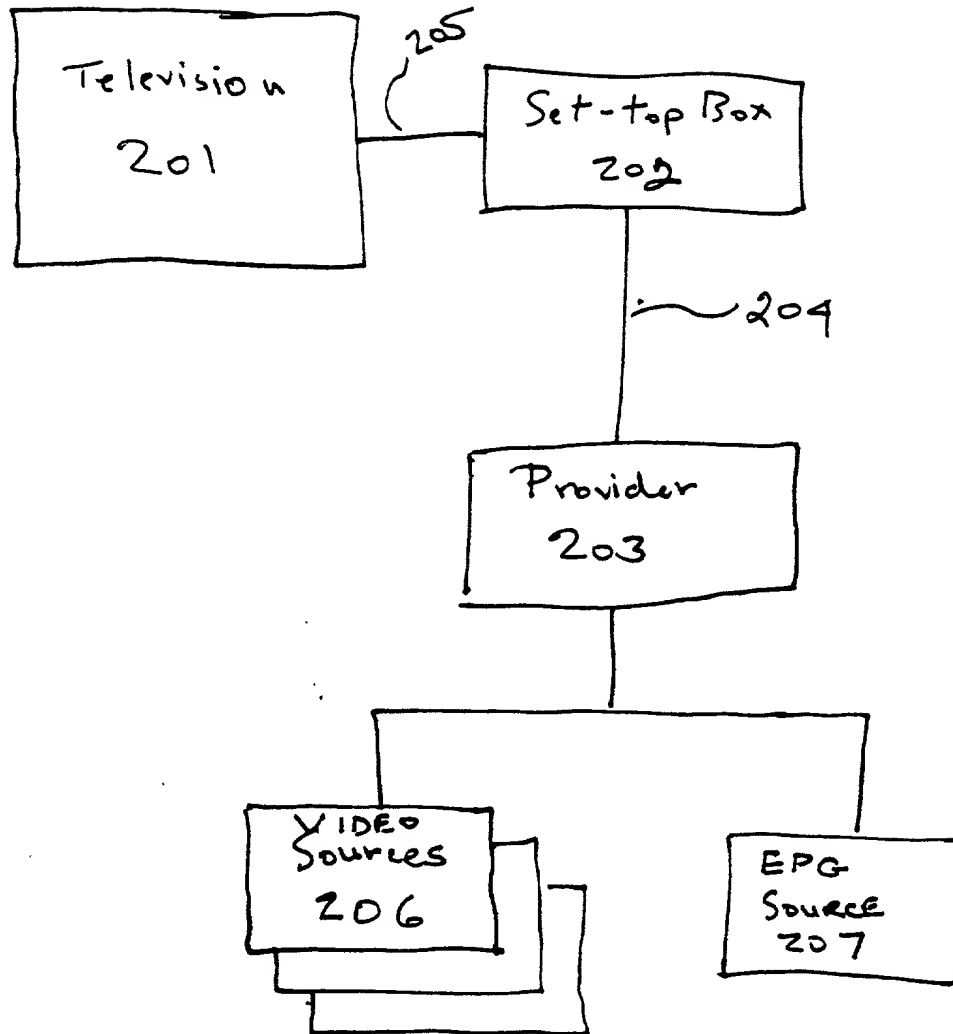 205
Television
201
Set-top Box
202
204
Provider
203
VIDEO
Sources
206
EPG
SOURCE
207